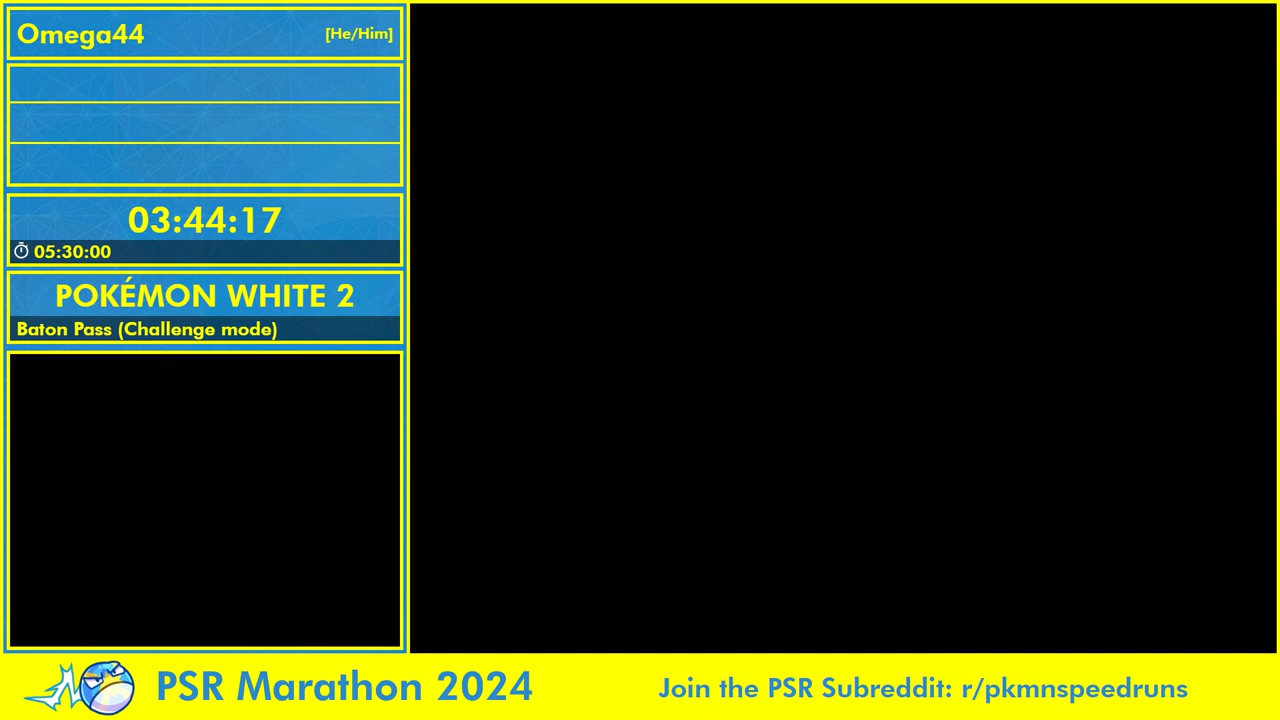 Omega44
[He/Him]
03:44:17
05:30:00
POKÉMON WHITE 2
Baton Pass (Challenge mode)
PSR Marathon 2024
Join the PSR Subreddit: r/pkmnspeedruns